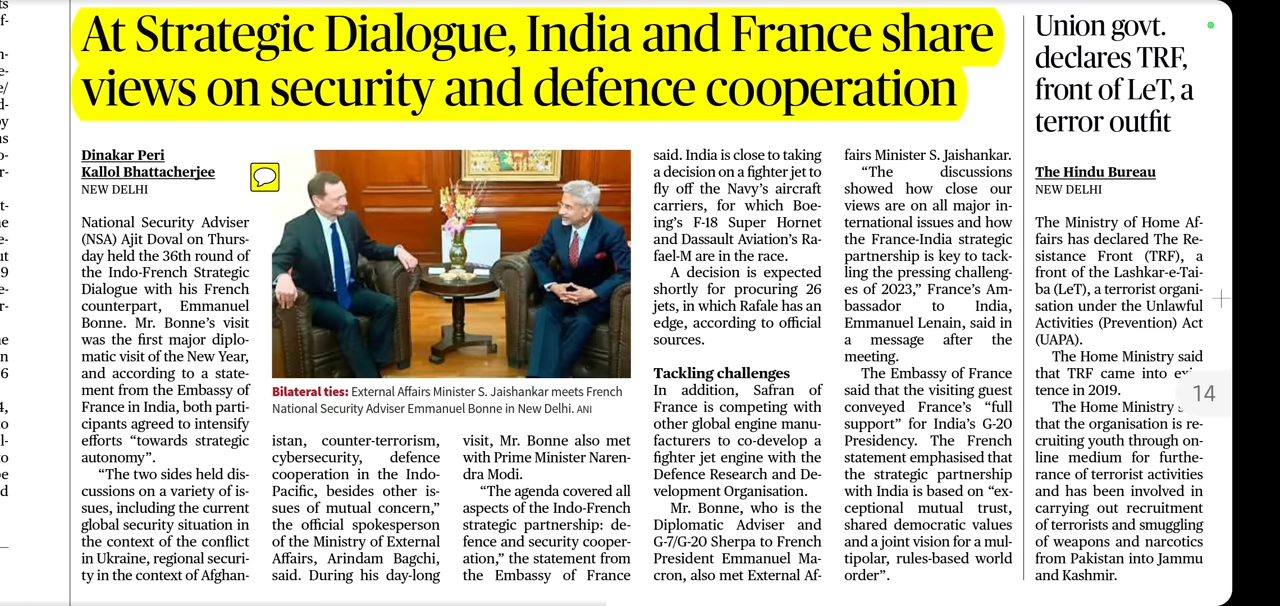 At Strategic Dialogue, India and France share
views on security and defence cooperation
Dinakar Peri
Kallol Bhattacherjee
NEW DELHI
National Security Adviser
(NSA) Ajit Doval on Thurs-
day held the 36th round of
the Indo-French Strategic
Dialogue with his French
counterpart, Emmanuel
Bonne. Mr. Bonne's visit
was the first major diplo-
matic visit of the New Year,
and according to a state-
ment from the Embassy of
France in India, both parti-
cipants agreed to intensify
efforts “towards strategic
autonomy”.
“The two sides held dis-
cussions on a variety of is-
sues, including the current
global security situation in
the context of the conflict
in Ukraine, regional securi-
ty in the context of Afghan-
Bilateral ties: External Affairs Minister S. Jaishankar meets French
National Security Adviser Emmanuel Bonne in New Delhi. ANI
istan, counter-terrorism,
cybersecurity, defence
cooperation in the Indo-
Pacific, besides other is-
sues of mutual concern,”
the official spokesperson
of the Ministry of External
Affairs, Arindam Bagchi,
said. During his day-long
visit, Mr. Bonne also met
with Prime Minister Naren-
dra Modi.
“The agenda covered all
aspects of the Indo-French
strategic partnership: de-
fence and security cooper-
ation,” the statement from
the Embassy of France
said. India is close to taking
a decision on a fighter jet to
fly off the Navy's aircraft
carriers, for which Boe-
ing's F-18 Super Hornet
and Dassault Aviation's Ra-
fael-M are in the race.
A decision is expected
shortly for procuring 26
jets, in which Rafale has an
edge, according to official
sources.
Tackling challenges
In addition, Safran of
France is competing with
other global engine manu-
facturers to co-develop a
fighter jet engine with the
Defence Research and De-
velopment Organisation.
Mr. Bonne, who is the
Diplomatic Adviser and
G-7/G-20 Sherpa to French
President Emmanuel Ma-
cron, also met External Af-
fairs Minister S. Jaishankar.
“The discussions
showed how close our
views are on all major in-
ternational issues and how
the France-India strategic
partnership is key to tack-
ling the pressing challeng-
es of 2023,” France's Am-
bassador to India,
Emmanuel Lenain, said in
a message after the
meeting.
The Embassy of France
said that the visiting guest
conveyed France's “full
support” for India's G-20
Presidency. The French
statement emphasised that
the strategic partnership
with India is based on “ex-
ceptional mutual trust,
shared democratic values
and a joint vision for a mul-
tipolar, rules-based world
order”.
Union govt.
declares TRF,
front of LeT, a
terror outfit
The Hindu Bureau
NEW DELHI
The Ministry of Home Af-
fairs has declared The Re-
sistance Front (TRF), a
front of the Lashkar-e-Tai-
ba (LeT), a terrorist organi-
sation under the Unlawful
Activities (Prevention) Act
(UAPA).
The Home Ministry said
that TRF came into
tence in 2019.
The Home Ministry
that the organisation is re-
cruiting youth through on-
line medium for furthe-
rance of terrorist activities
and has been involved in
carrying out recruitment
of terrorists and smuggling
of weapons and narcotics
from Pakistan into Jammu
and Kashmir.
14